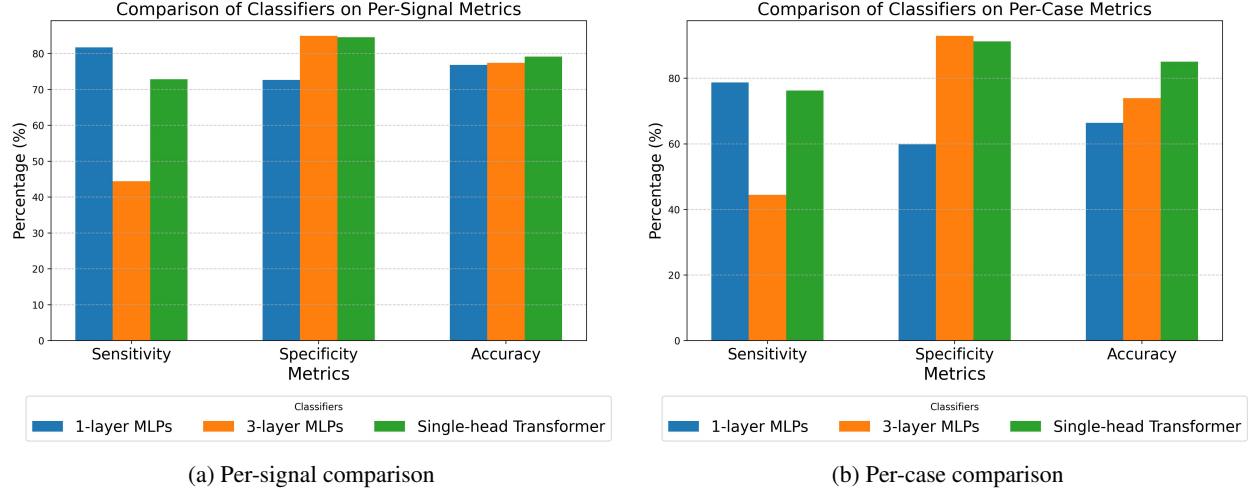 Comparison of Classifiers on Per-Signal Metrics
Percentage (%)
80
70
60
50
40
30
20
10
0
Sensitivity Specificity Accuracy
Metrics
Classifiers
1-layer MLPs 3-layer MLPs Single-head Transformer
(a) Per-signal comparison
Comparison of Classifiers on Per-Case Metrics
Percentage (%)
80
60
40
20
0
Sensitivity Specificity Accuracy
Metrics
Classifiers
1-layer MLPs 3-layer MLPs Single-head Transformer
(b) Per-case comparison